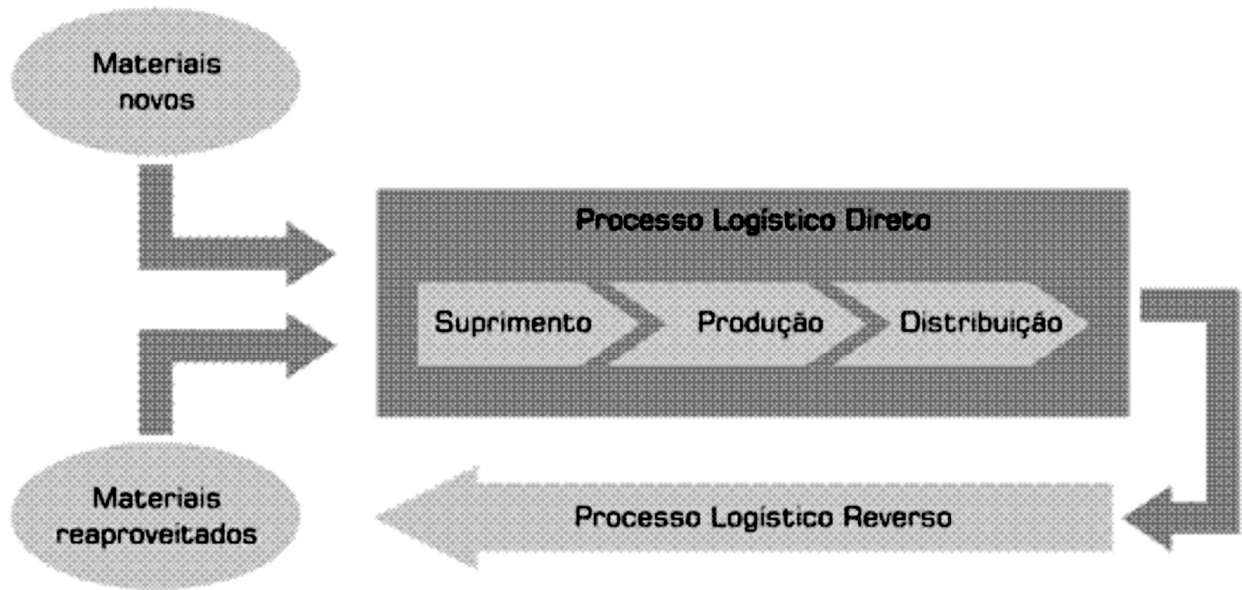 Materiais
novos
Processo Logístico Direto
Suprimento
Produção
Distribuição
Materiais
reaproveitados
Processo Logístico Reverso